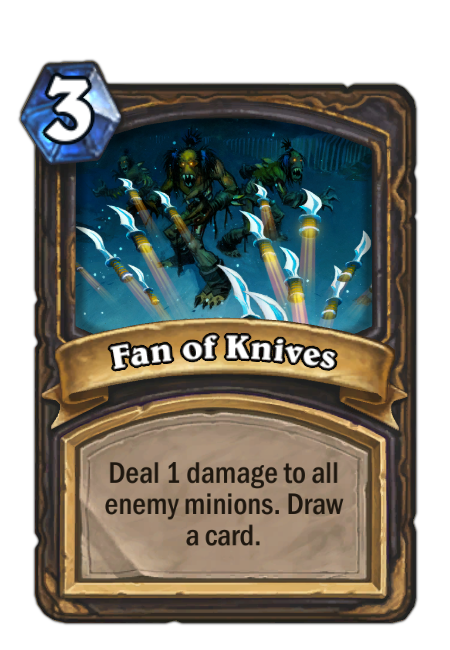 3
Fan of Knives
Deal 1 damage to all
enemy minions. Draw
a card.